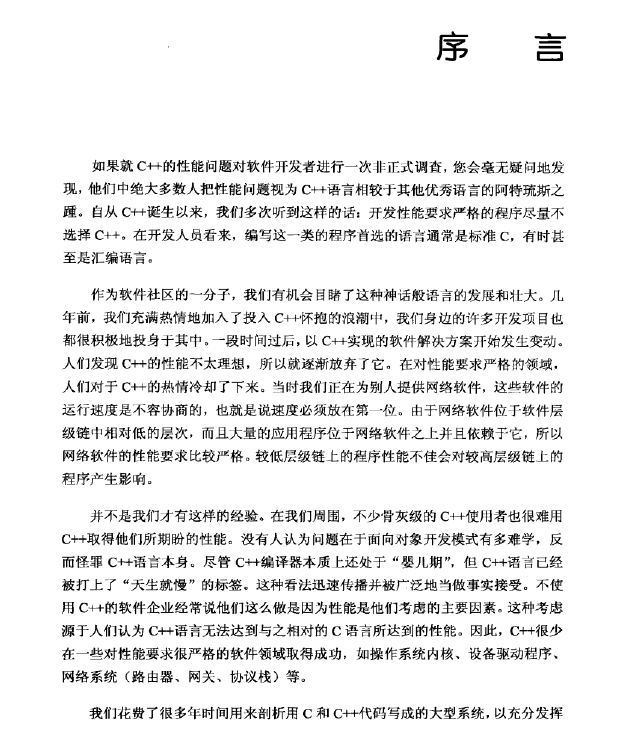 序 言
如果就 C++的性能问题对软件开发者进行一次非正式调查，您会毫无疑问地发
现，他们中绝大多数人把性能问题视为 C++语言相较于其他优秀语言的阿特琉斯之
踵。自从 C++诞生以来，我们多次听到这样的话：开发性能要求严格的程序尽量不
选择 C++。在开发人员看来，编写这一类的程序首选的语言通常是标准 C，有时甚
至是汇编语言。
作为软件社区的一分子，我们有机会目睹了这种神话般语言的发展和壮大。几
年前，我们充满热情地加入了投入 C++怀抱的浪潮中，我们身边的许多开发项目也
都很积极地投身于其中。一段时间过后，以 C++实现的软件解决方案开始发生变动。
人们发现 C++的性能不太理想，所以就逐渐放弃了它。在对性能要求严格的领域，
人们对于 C++的热情冷却了下来。当时我们正在为别人提供网络软件，这些软件的
运行速度是不容协商的，也就是说速度必须放在第一位。由于网络软件位于软件层
级链中相对低的层次，而且大量的应用程序位于网络软件之上并且依赖于它，所以
网络软件的性能要求比较严格。较低层级链上的程序性能不佳会对较高层级链上的
程序产生影响。
并不是我们才有这样的经验。在我们周围，不少骨灰级的 C++使用者也很难用
C++取得他们所期盼的性能。没有人认为问题在于面向对象开发模式有多难学，反
而怪罪 C++语言本身。尽管 C++编译器本质上还处于“婴儿期”，但 C++语言已经
被打上了“天生就慢”的标签。这种看法迅速传播并被广泛地当做事实接受。不使
用 C++的软件企业经常说他们这么做是因为性能是他们考虑的主要因素。这种考虑
源于人们认为 C++语言无法达到与之相对的 C 语言所达到的性能。因此，C++很少
在一些对性能要求很严格的软件领域取得成功，如操作系统内核、设备驱动程序、
网络系统（路由器、网关、协议栈）等。
我们花费了很多年时间用来剖析用 C 和 C++代码写成的大型系统，以充分发挥